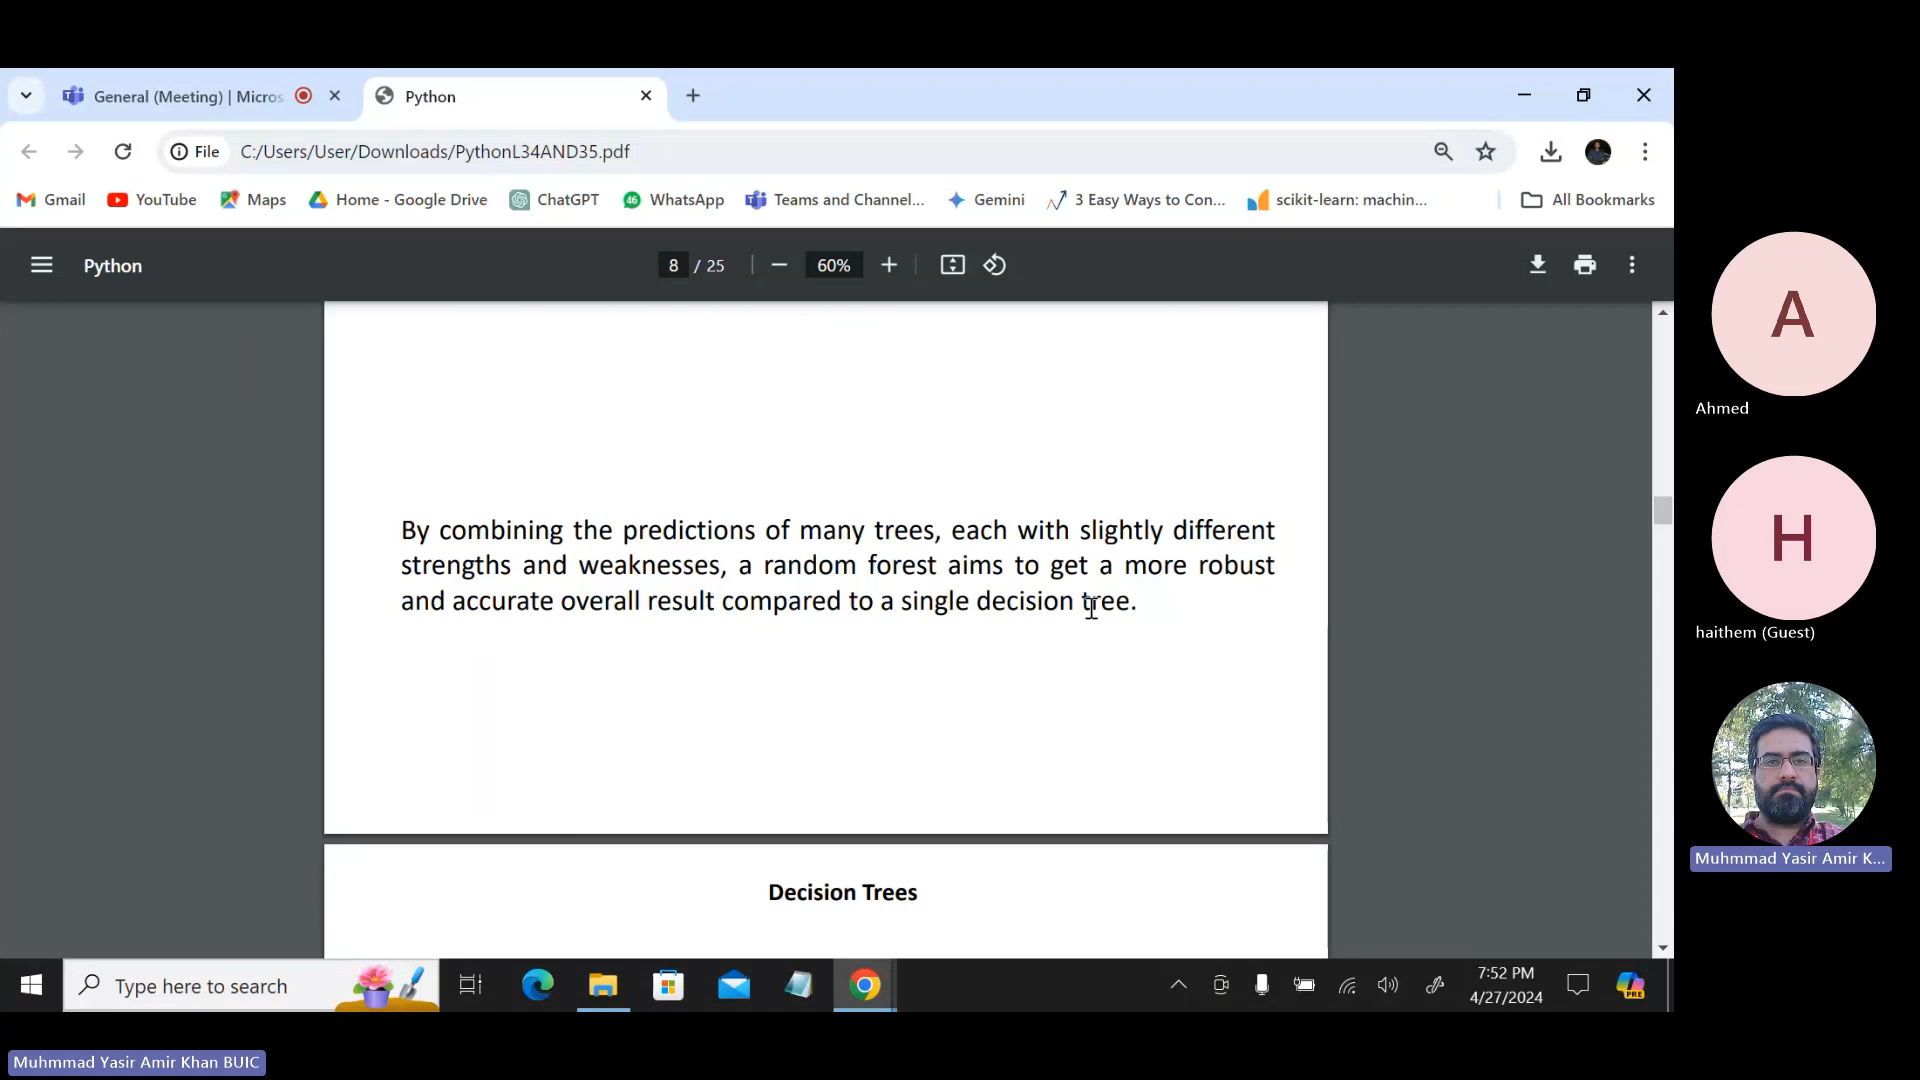 General (Meeting) | Micros
Python
File
C:/Users/User/Downloads/PythonL34AND35.pdf
Gmail
YouTube
Maps
Home - Google Drive
ChatGPT
46
WhatsApp
Teams and Channel...
Gemini
3 Easy Ways to Con...
scikit-learn: machin...
All Bookmarks
Python
8 / 25
60%
By combining the predictions of many trees, each with slightly different
strengths and weaknesses, a random forest aims to get a more robust
and accurate overall result compared to a single decision tree.
Decision Trees
A
Ahmed
H
haithem (Guest)
Muhmmad Yasir Amir K...
Type here to search
7:52 PM
4/27/2024
PRE
Muhmmad Yasir Amir Khan BUIC